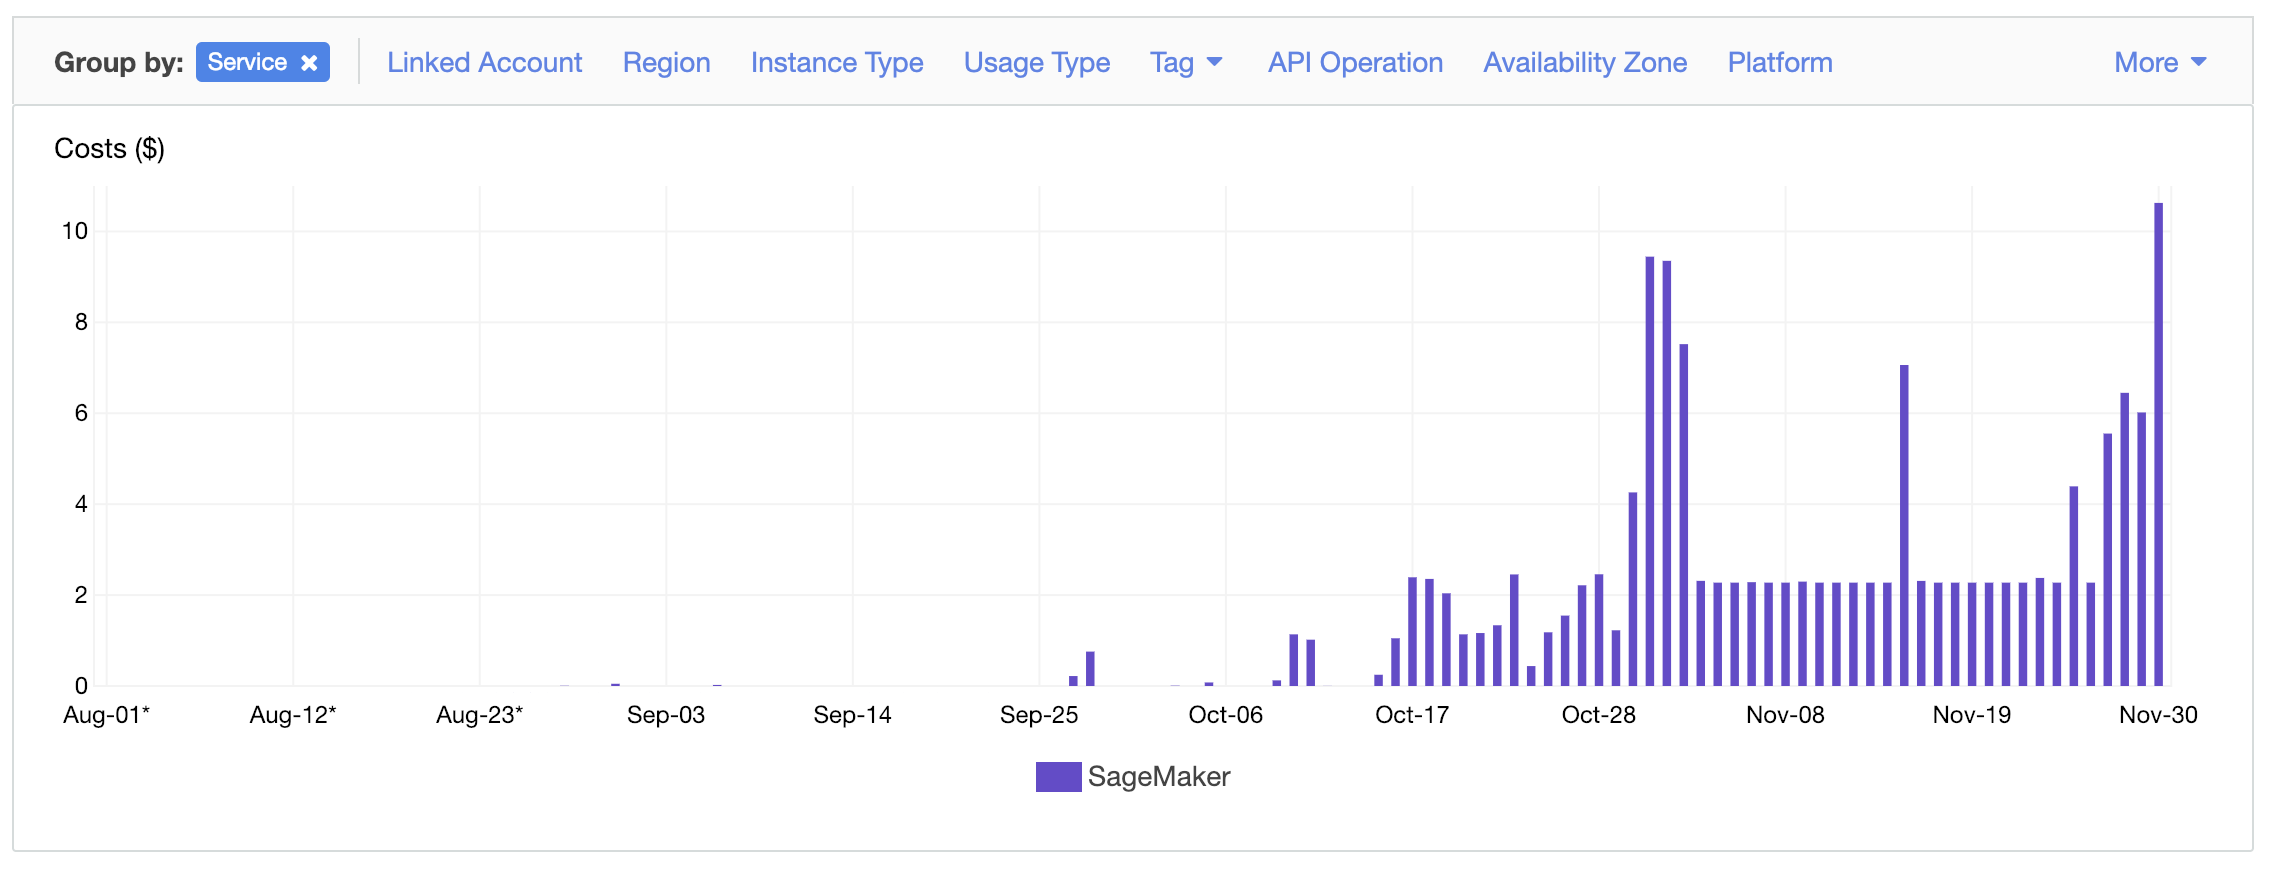 Group by: Service × Linked Account Region Instance Type Usage Type Tag API Operation Availability Zone Platform More
Costs ($)
10
8
6
4
2
0
Aug-01* Aug-12* Aug-23* Sep-03 Sep-14 Sep-25 Oct-06 Oct-17 Oct-28 Nov-08 Nov-19 Nov-30
SageMaker